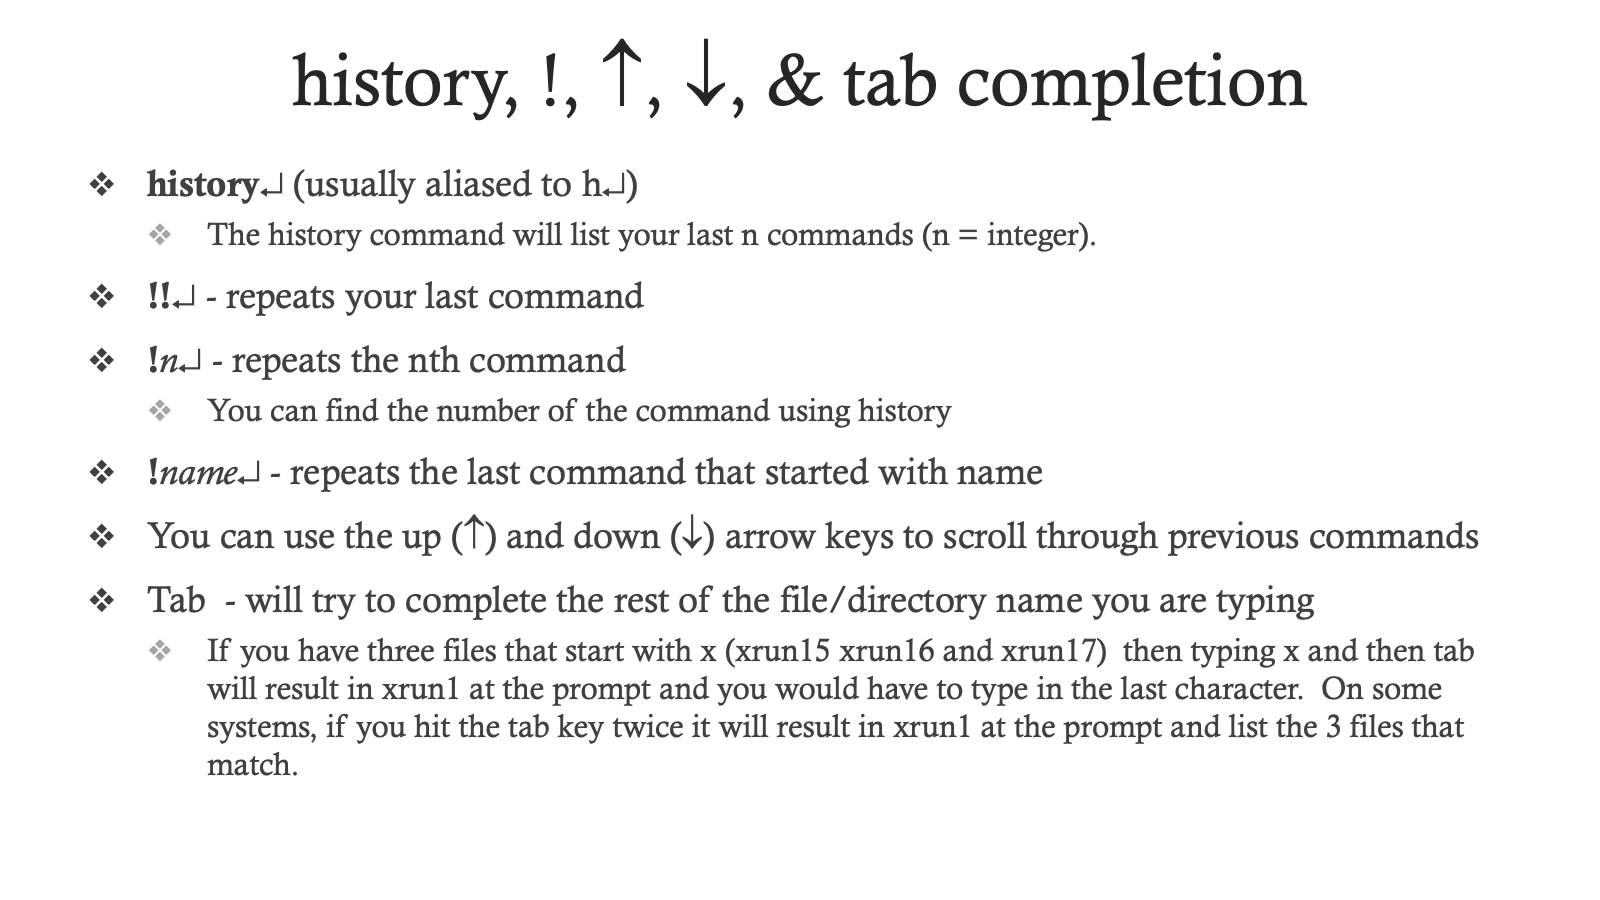 history, !, ↑, ↓, & tab completion
❖ history↵ (usually aliased to h↵)
❖ The history command will list your last n commands (n = integer).
❖ !!↵ - repeats your last command
❖ !n↵ - repeats the nth command
❖ You can find the number of the command using history
❖ !name↵ - repeats the last command that started with name
❖ You can use the up (↑) and down (↓) arrow keys to scroll through previous commands
❖ Tab  - will try to complete the rest of the file/directory name you are typing
❖ If you have three files that start with x (xrun15 xrun16 and xrun17)  then typing x and then tab
will result in xrun1 at the prompt and you would have to type in the last character.  On some
systems, if you hit the tab key twice it will result in xrun1 at the prompt and list the 3 files that
match.